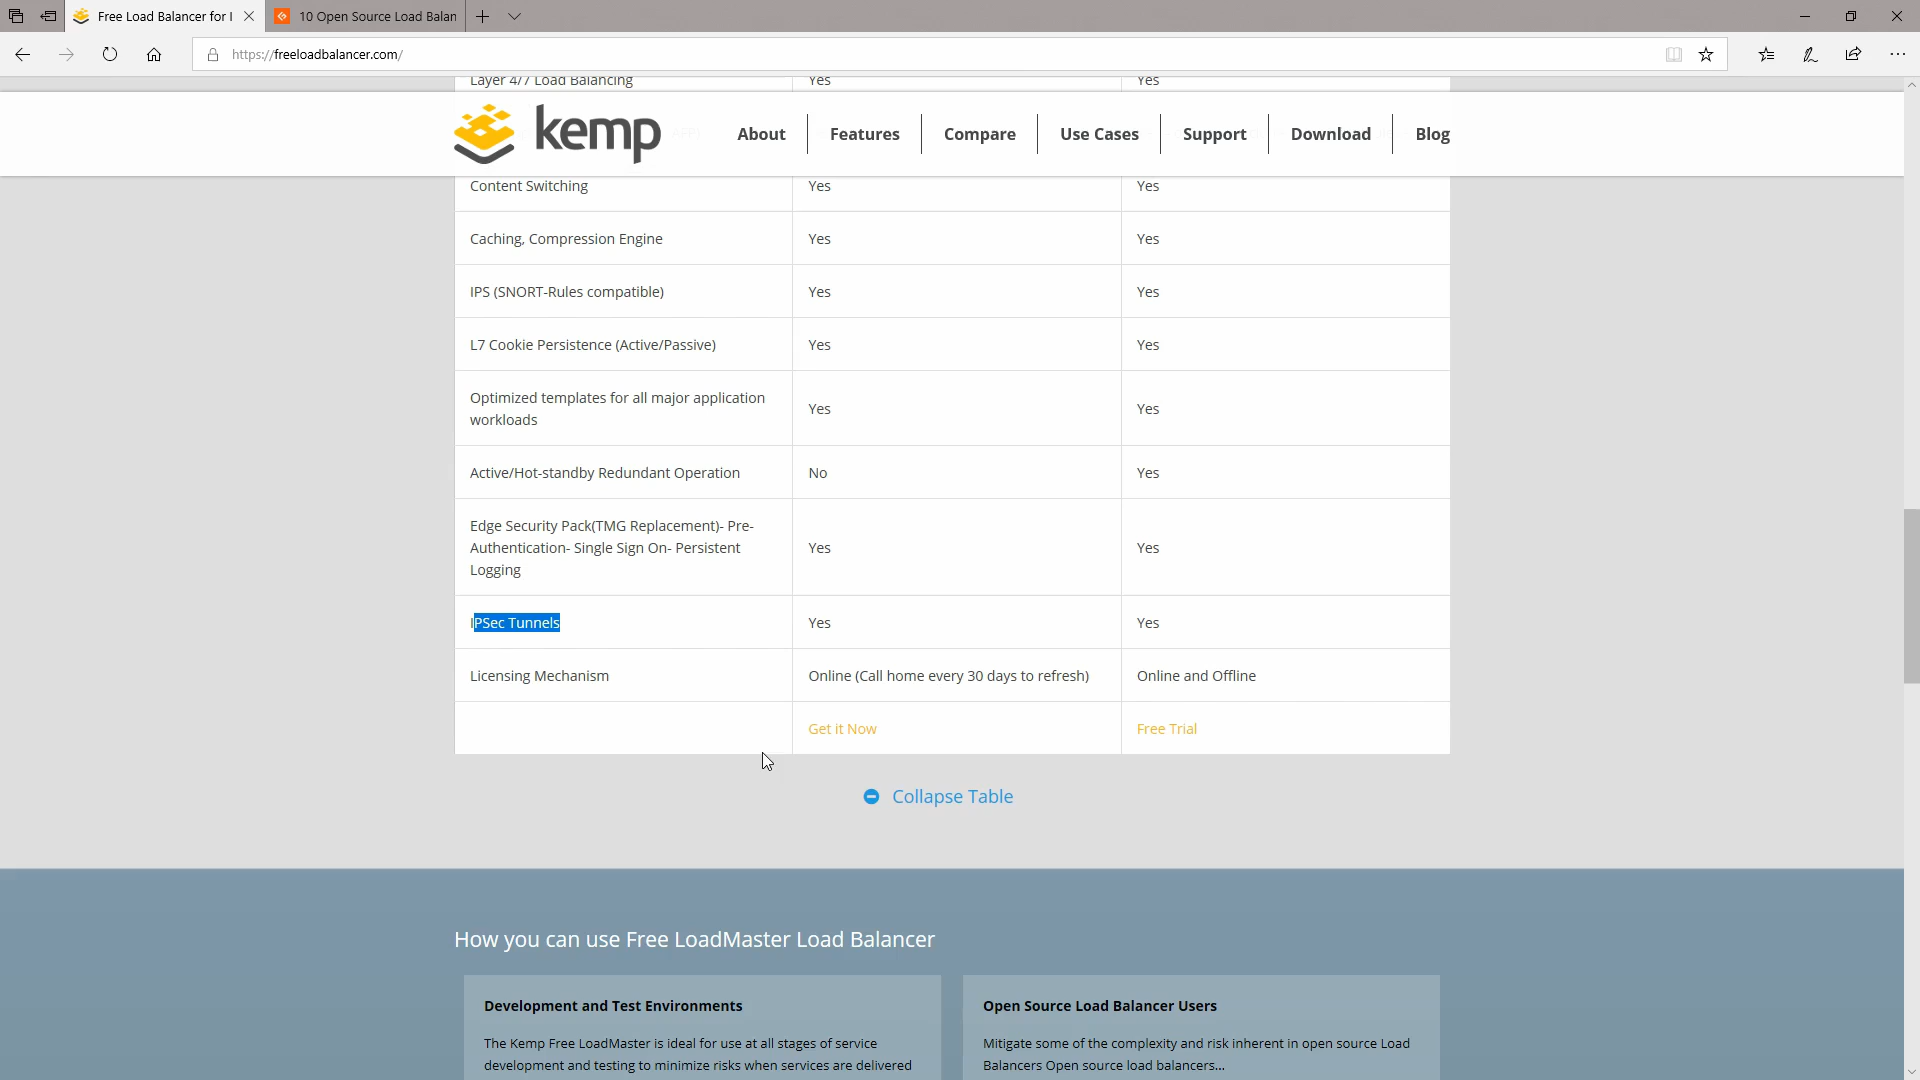 Free Load Balancer for I
10 Open Source Load Balan
https://freeloadbalancer.com/
Layer 4/7 Load Balancing Yes Yes
kemp
About Features Compare Use Cases Support Download Blog
Content Switching Yes Yes
Caching, Compression Engine Yes Yes
IPS (SNORT-Rules compatible) Yes Yes
L7 Cookie Persistence (Active/Passive) Yes Yes
Optimized templates for all major application
workloads
Yes Yes
Active/Hot-standby Redundant Operation No Yes
Edge Security Pack(TMG Replacement)- Pre-
Authentication- Single Sign On- Persistent
Logging
Yes Yes
IPSec Tunnels Yes Yes
Licensing Mechanism Online (Call home every 30 days to refresh) Online and Offline
Get it Now Free Trial
Collapse Table
How you can use Free LoadMaster Load Balancer
Development and Test Environments
The Kemp Free LoadMaster is ideal for use at all stages of service
development and testing to minimize risks when services are delivered
Open Source Load Balancer Users
Mitigate some of the complexity and risk inherent in open source Load
Balancers Open source load balancers...